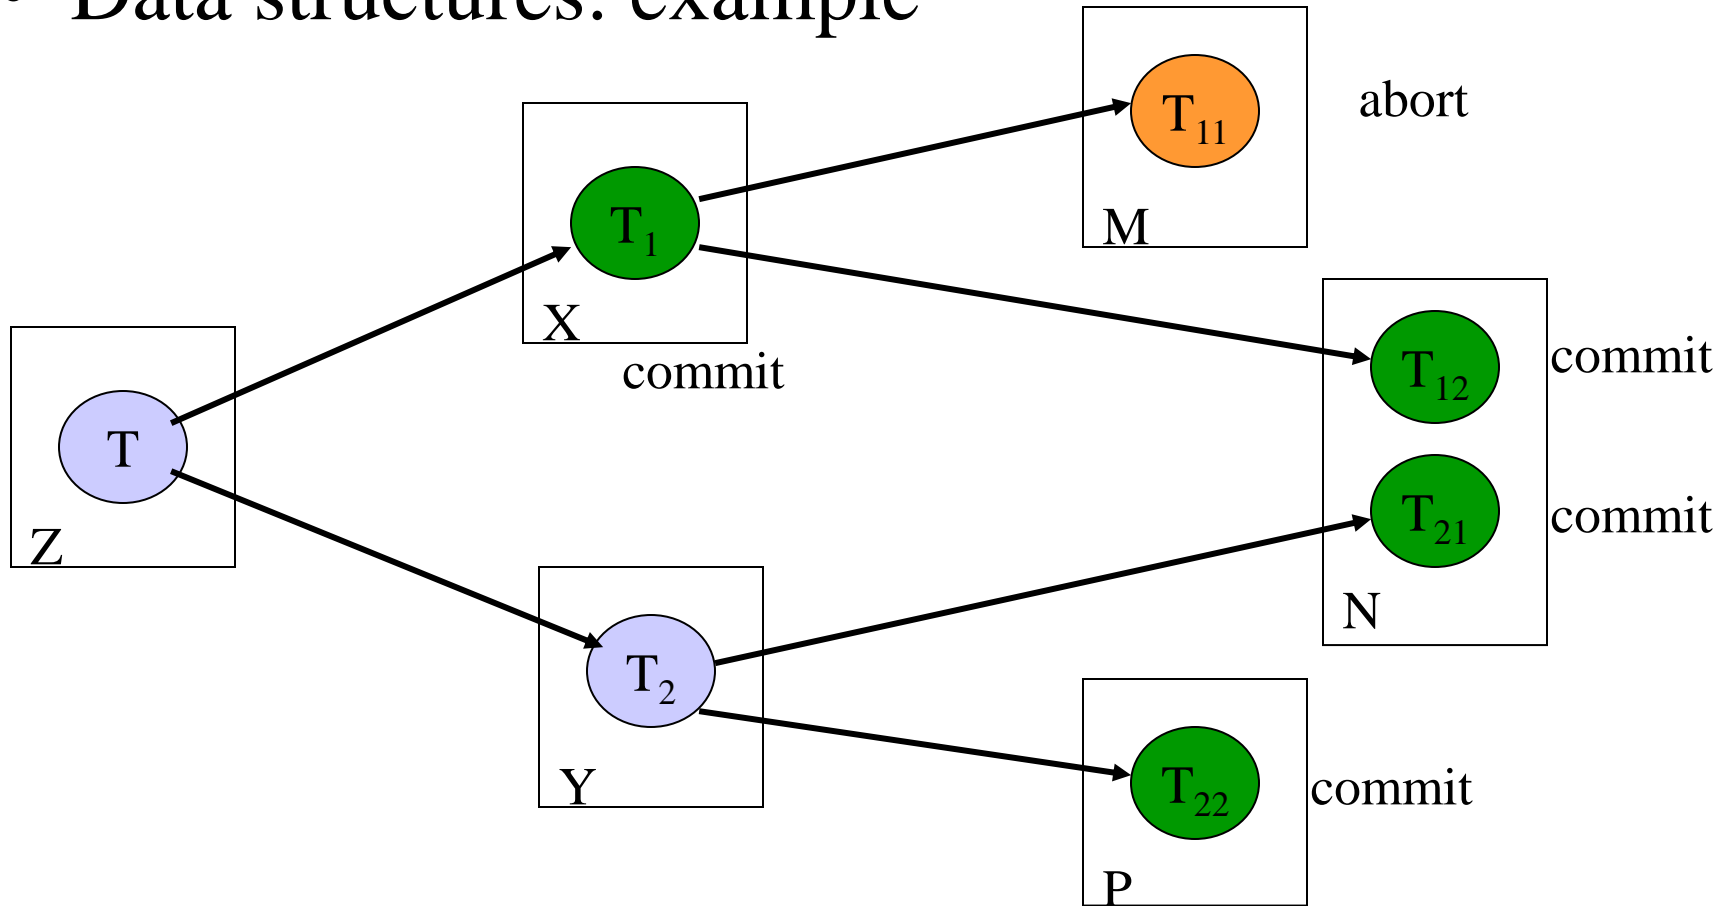 • Data structures: example
T₁₁
abort
M
T₁
X
commit
T₁₂
commit
T
Z
T₂₁
commit
N
T₂
Y
T₂₂
commit
P